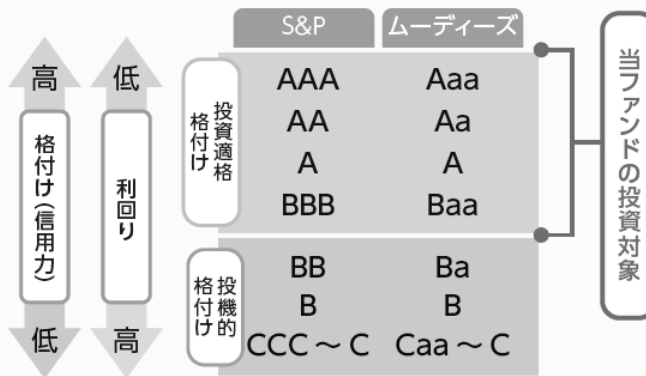 S&P ムーディーズ
高 低
格付け（信用力）
利回り
低 高
投資適格
格付け
AAA Aaa
AA Aa
A A
BBB Baa
投機的
格付け
BB Ba
B B
CCC ～ C Caa ～ C
当ファンドの投資対象